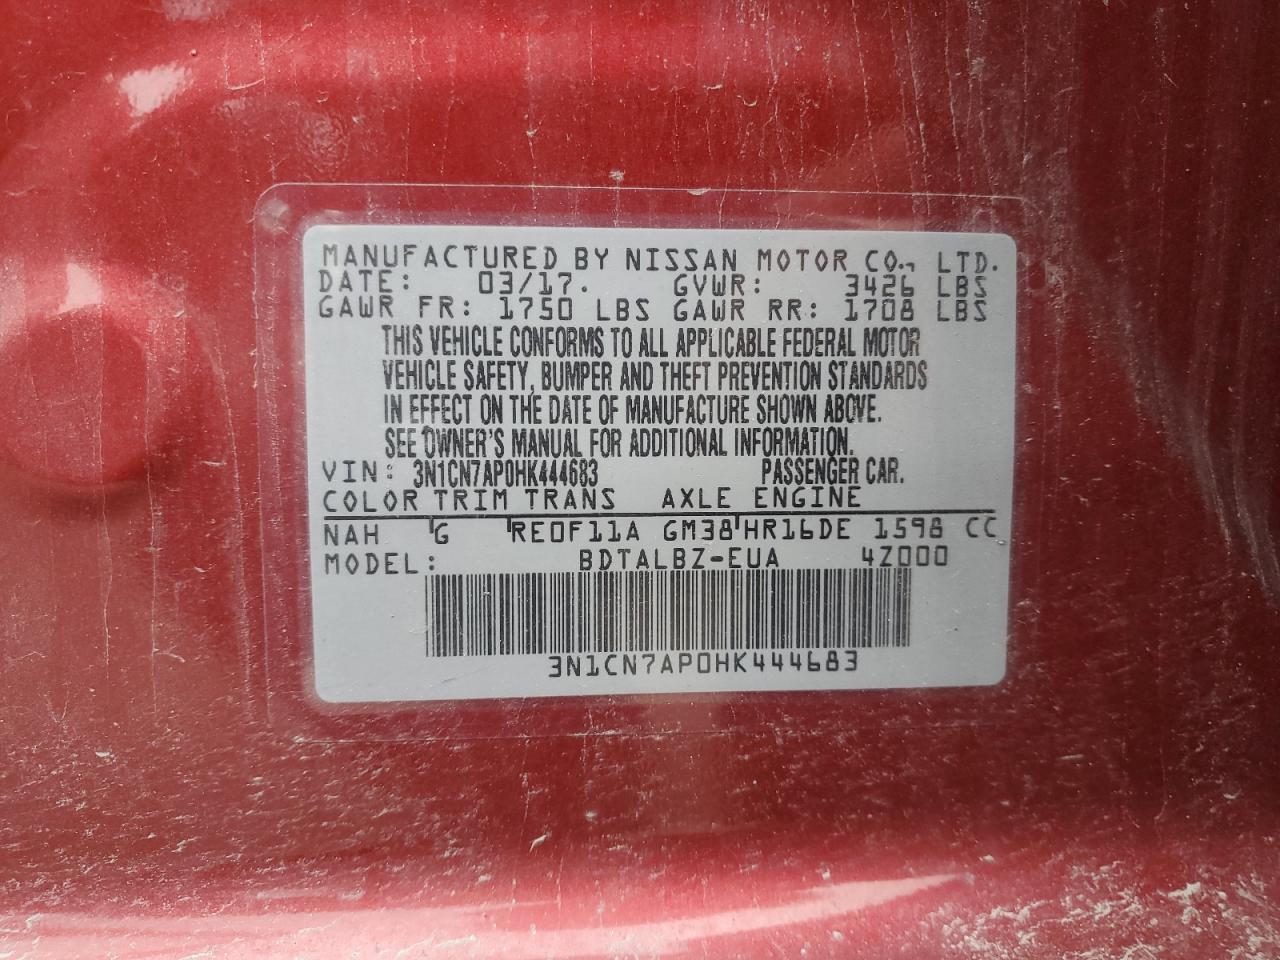 MANUFACTURED BY NISSAN MOTOR CO., LTD.
DATE: 03/17. GVWR: 3426 LBS
GAWR FR: 1750 LBS GAWR RR: 1708 LBS
THIS VEHICLE CONFORMS TO ALL APPLICABLE FEDERAL MOTOR
VEHICLE SAFETY, BUMPER AND THEFT PREVENTION STANDARDS
IN EFFECT ON THE DATE OF MANUFACTURE SHOWN ABOVE.
SEE OWNER'S MANUAL FOR ADDITIONAL INFORMATION.
VIN: 3N1CN7AP0HK444683 PASSENGER CAR.
COLOR TRIM TRANS AXLE ENGINE
NAH G RE0F11A GM38 HR16DE 1598 CC
MODEL: BDTALBZ-EUA 4Z000
3N1CN7AP0HK444683